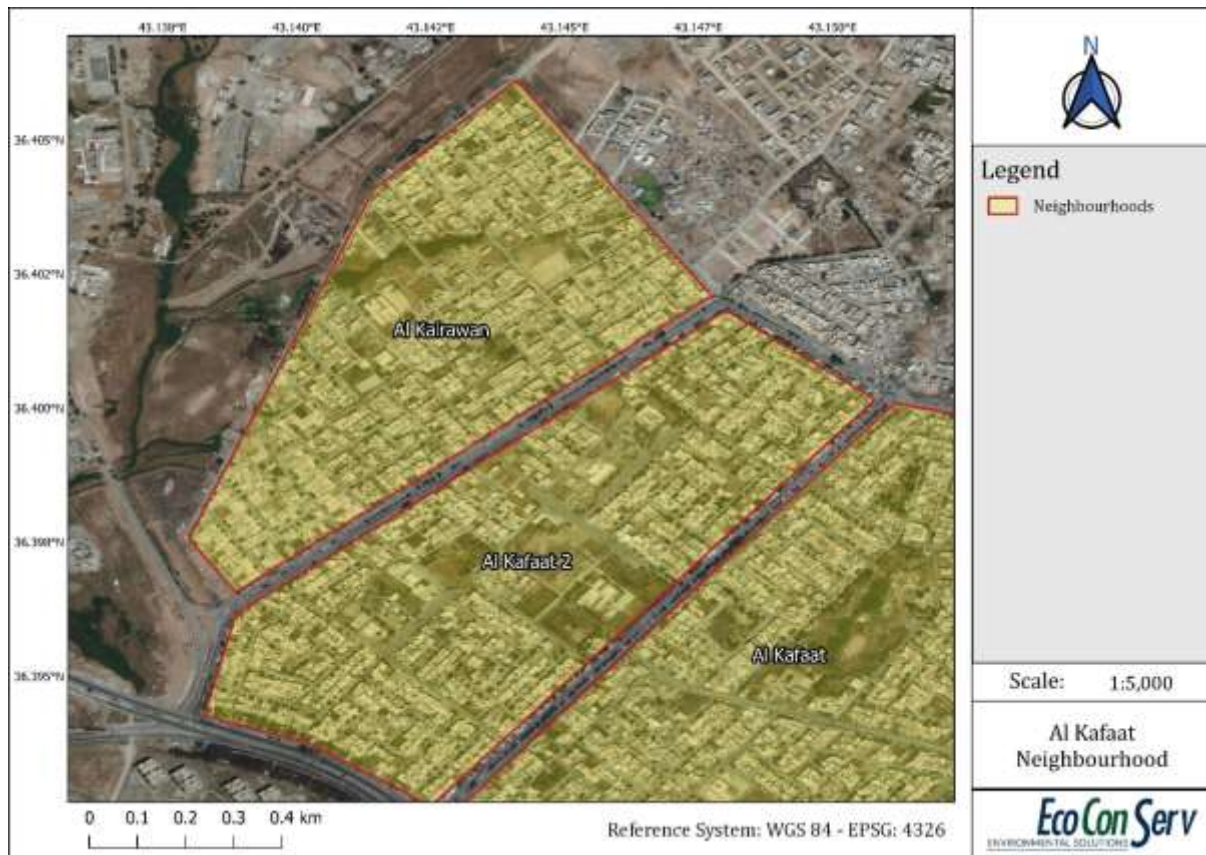 43.138°E 43.140°E 43.142°E 43.145°E 43.147°E 43.150°E
N
36.405°N
36.402°N
36.400°N
36.398°N
36.395°N
Al Kairawan
Al Kafaat 2
Al Kafaat
Legend
Neighbourhoods
Scale: 1:5,000
Al Kafaat
Neighbourhood
0 0.1 0.2 0.3 0.4 km
Reference System: WGS 84 - EPSG: 4326
EcoConServ
ENVIRONMENTAL SOLUTIONS